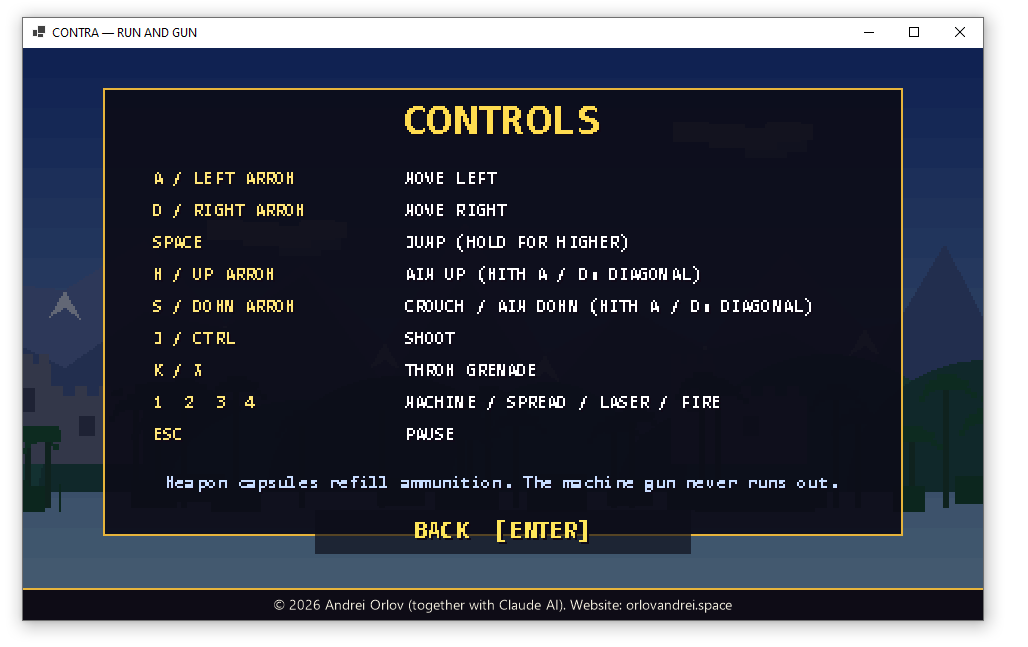 CONTRA — RUN AND GUN
CONTROLS
A / LEFT ARROW MOVE LEFT
D / RIGHT ARROW MOVE RIGHT
SPACE JUMP (HOLD FOR HIGHER)
W / UP ARROW AIM UP (WITH A / D: DIAGONAL)
S / DOWN ARROW CROUCH / AIM DOWN (WITH A / D: DIAGONAL)
J / CTRL SHOOT
K / X THROW GRENADE
1 2 3 4 MACHINE / SPREAD / LASER / FIRE
ESC PAUSE
Weapon capsules refill ammunition. The machine gun never runs out.
BACK [ENTER]
© 2026 Andrei Orlov (together with Claude AI). Website: orlovandrei.space